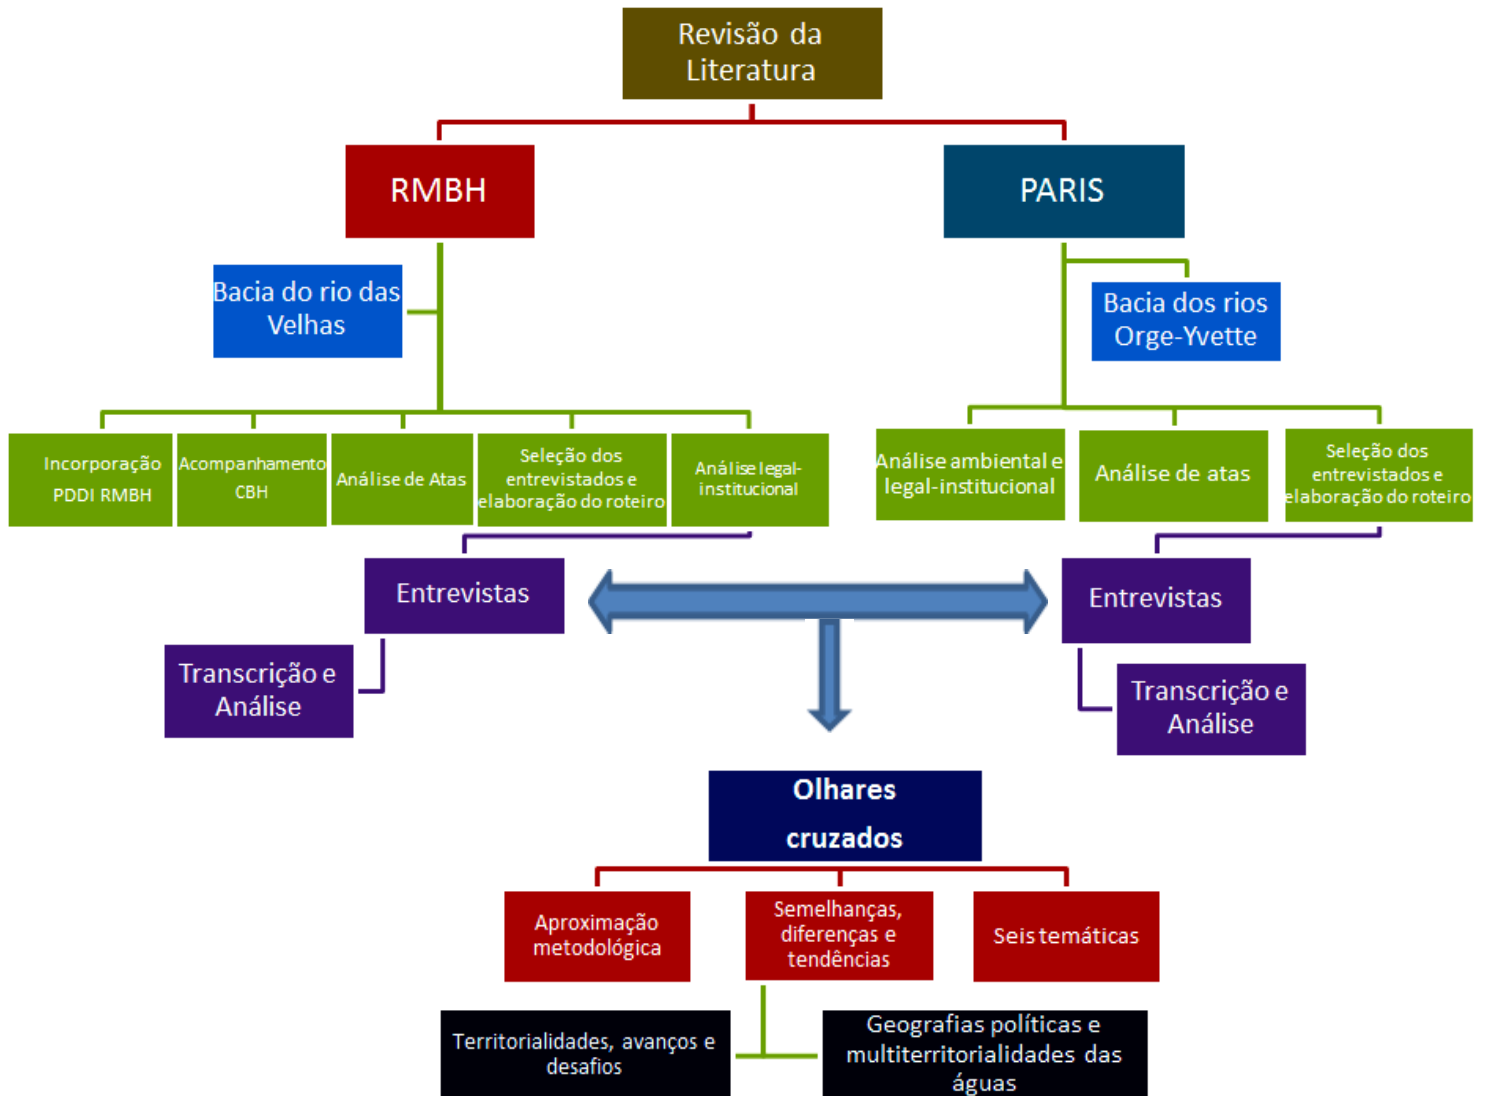 Revisão da
Literatura
RMBH
PARIS
Bacia do rio das
Velhas
Bacia dos rios
Orge-Yvette
Incorporação
PDDI RMBH
Acompanhamento
CBH
Análise de Atas
Seleção dos
entrevistados e
elaboração do roteiro
Análise legal-
institucional
Análise ambiental e
legal-institucional
Análise de atas
Seleção dos
entrevistados e
elaboração do roteiro
Entrevistas
Entrevistas
Transcrição e
Análise
Transcrição e
Análise
Olhares
cruzados
Aproximação
metodológica
Semelhanças,
diferenças e
tendências
Seis temáticas
Territorialidades, avanços e
desafios
Geografias políticas e
multiterritorialidades das
águas